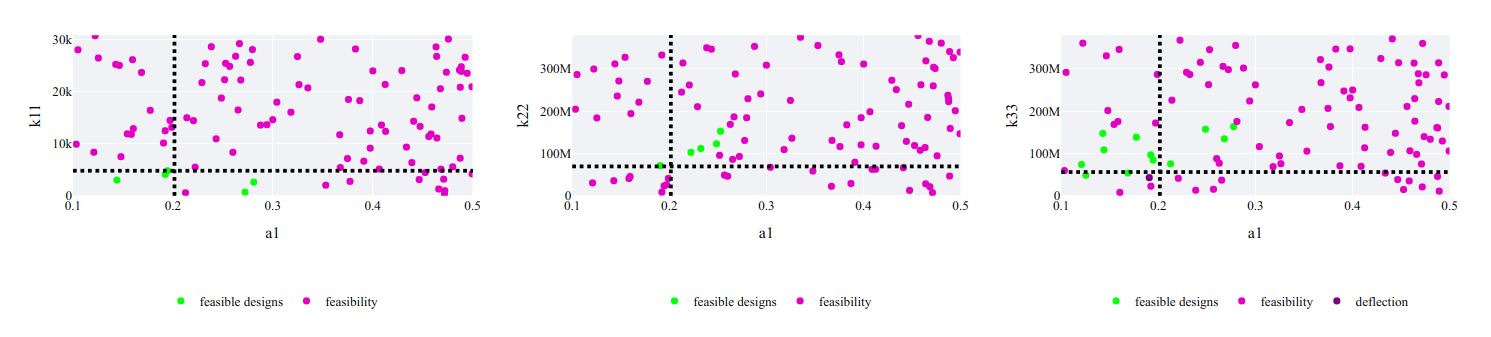 30k
20k
10k
0
0.1 0.2 0.3 0.4 0.5
k11
a1
feasible designs feasibility
300M
200M
100M
0
0.1 0.2 0.3 0.4 0.5
k22
a1
feasible designs feasibility
300M
200M
100M
0
0.1 0.2 0.3 0.4 0.5
k33
a1
feasible designs feasibility deflection